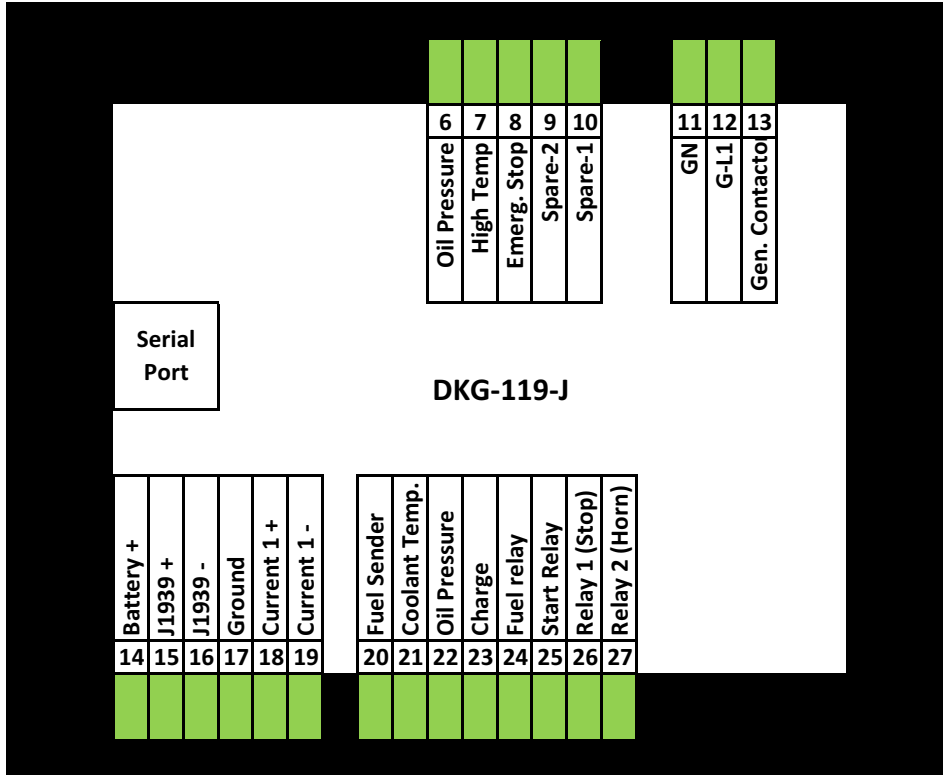 6 7 8 9 10
11 12 13
Oil Pressure
High Temp
Emerg. Stop
Spare-2
Spare-1
GN
G-L1
Gen. Contacto
Serial
Port
DKG-119-J
Battery +
J1939 +
J1939 -
Ground
Current 1 +
Current 1 -
Fuel Sender
Coolant Temp.
Oil Pressure
Charge
Fuel relay
Start Relay
Relay 1 (Stop)
Relay 2 (Horn)
14 15 16 17 18 19
20 21 22 23 24 25 26 27